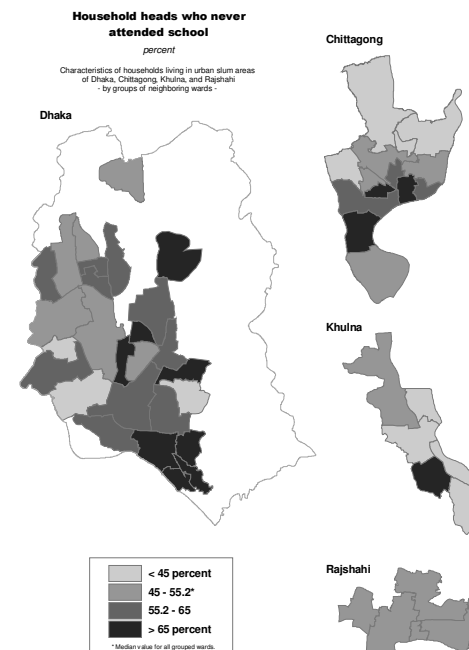 Household heads who never
attended school
percent
Characteristics of households living in urban slum areas
of Dhaka, Chittagong, Khulna, and Rajshahi
- by groups of neighboring wards -
Dhaka
Chittagong
Khulna
Rajshahi
< 45 percent
45 - 55.2*
55.2 - 65
> 65 percent
* Median value for all grouped wards.